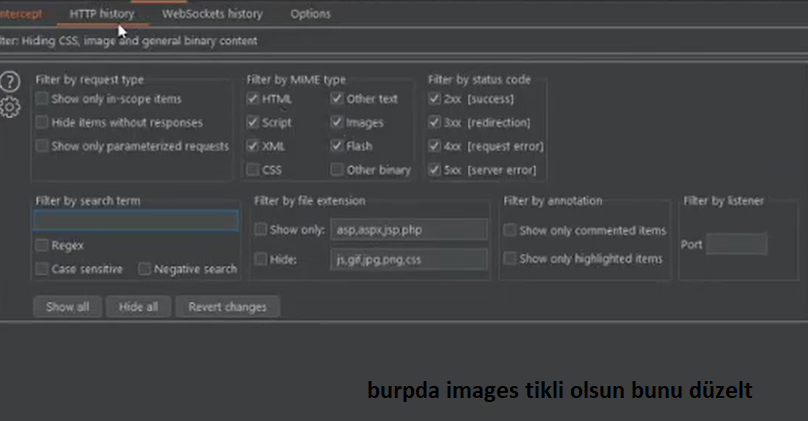 Intercept HTTP history WebSockets history Options
lter: Hiding CSS, image and general binary content
Filter by request type Filter by MIME type Filter by status code
Show only in-scope items HTML Other text 2xx [success]
Hide items without responses Script Images 3xx [redirection]
Show only parameterized requests XML Flash 4xx [request error]
CSS Other binary 5xx [server error]
Filter by search term Filter by file extension Filter by annotation Filter by listener
Show only: asp,aspx,jsp,php Show only commented items
Regex Port
Hide: js,gif,jpg,png,css Show only highlighted items
Case sensitive Negative search
Show all Hide all Revert changes
burpda images tikli olsun bunu düzelt